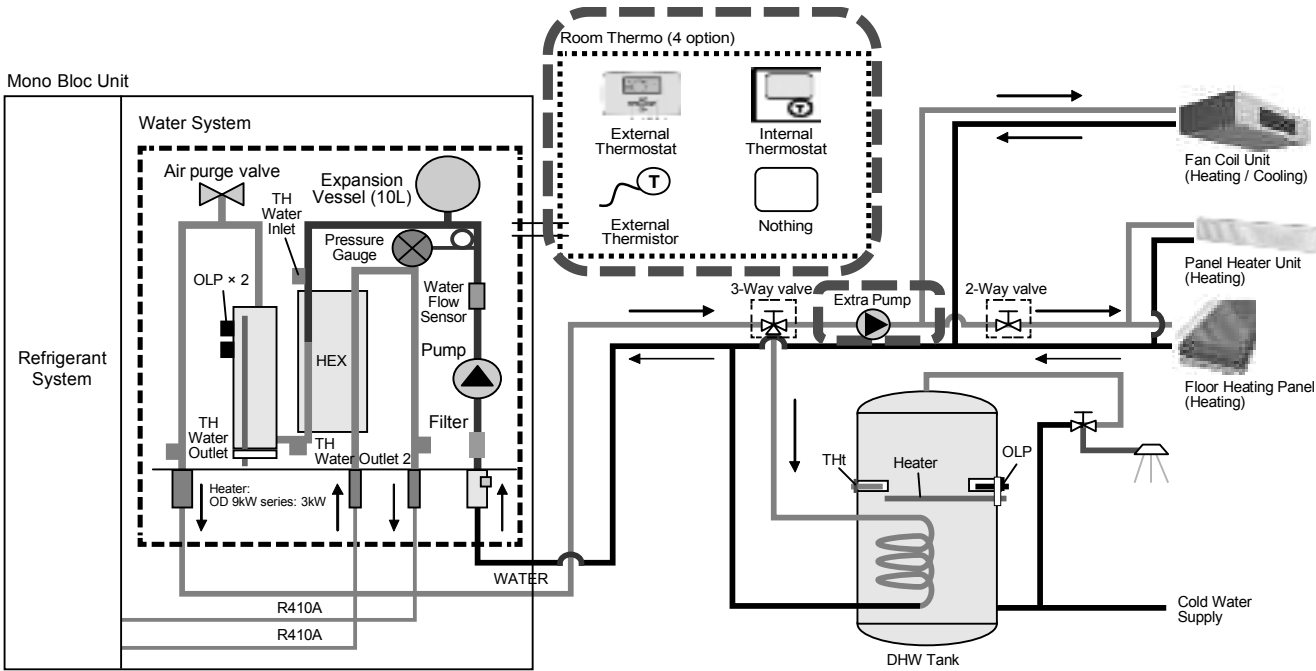 Room Thermo (4 option)
Mono Bloc Unit
Water System
Air purge valve
TH
Water
Inlet
Expansion
Vessel (10L)
Pressure
Gauge
OLP × 2
Water
Flow
Sensor
Refrigerant
System
HEX
Pump
Filter
TH
Water
Outlet
TH
Water Outlet 2
Heater:
OD 9kW series: 3kW
WATER
R410A
R410A
External
Thermostat
Internal
Thermostat
T
T
External
Thermistor
Nothing
Fan Coil Unit
(Heating / Cooling)
Panel Heater Unit
(Heating)
3-Way valve
Extra Pump
2-Way valve
Floor Heating Panel
(Heating)
THt
Heater
OLP
Cold Water
Supply
DHW Tank